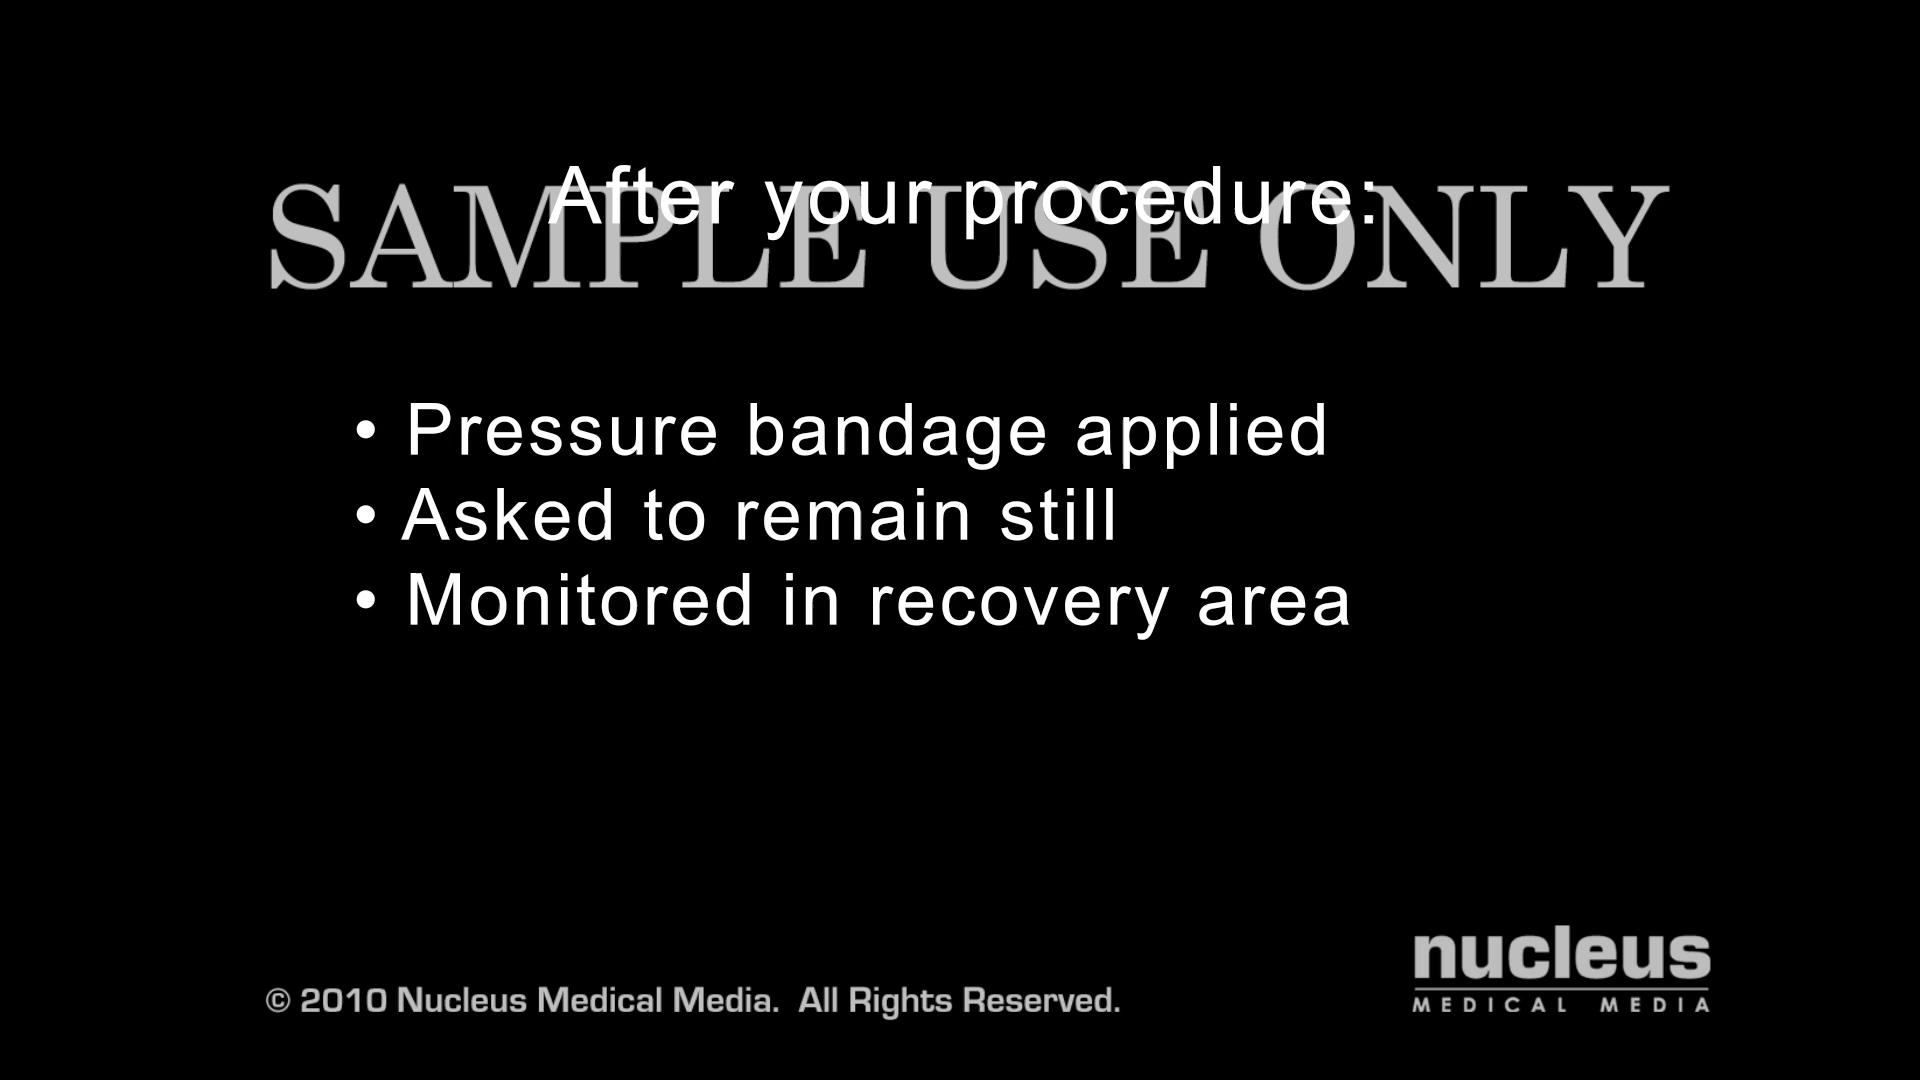 After your procedure:
SAMPLE USE ONLY
• Pressure bandage applied
• Asked to remain still
• Monitored in recovery area
nucleus
MEDICAL MEDIA
© 2010 Nucleus Medical Media. All Rights Reserved.